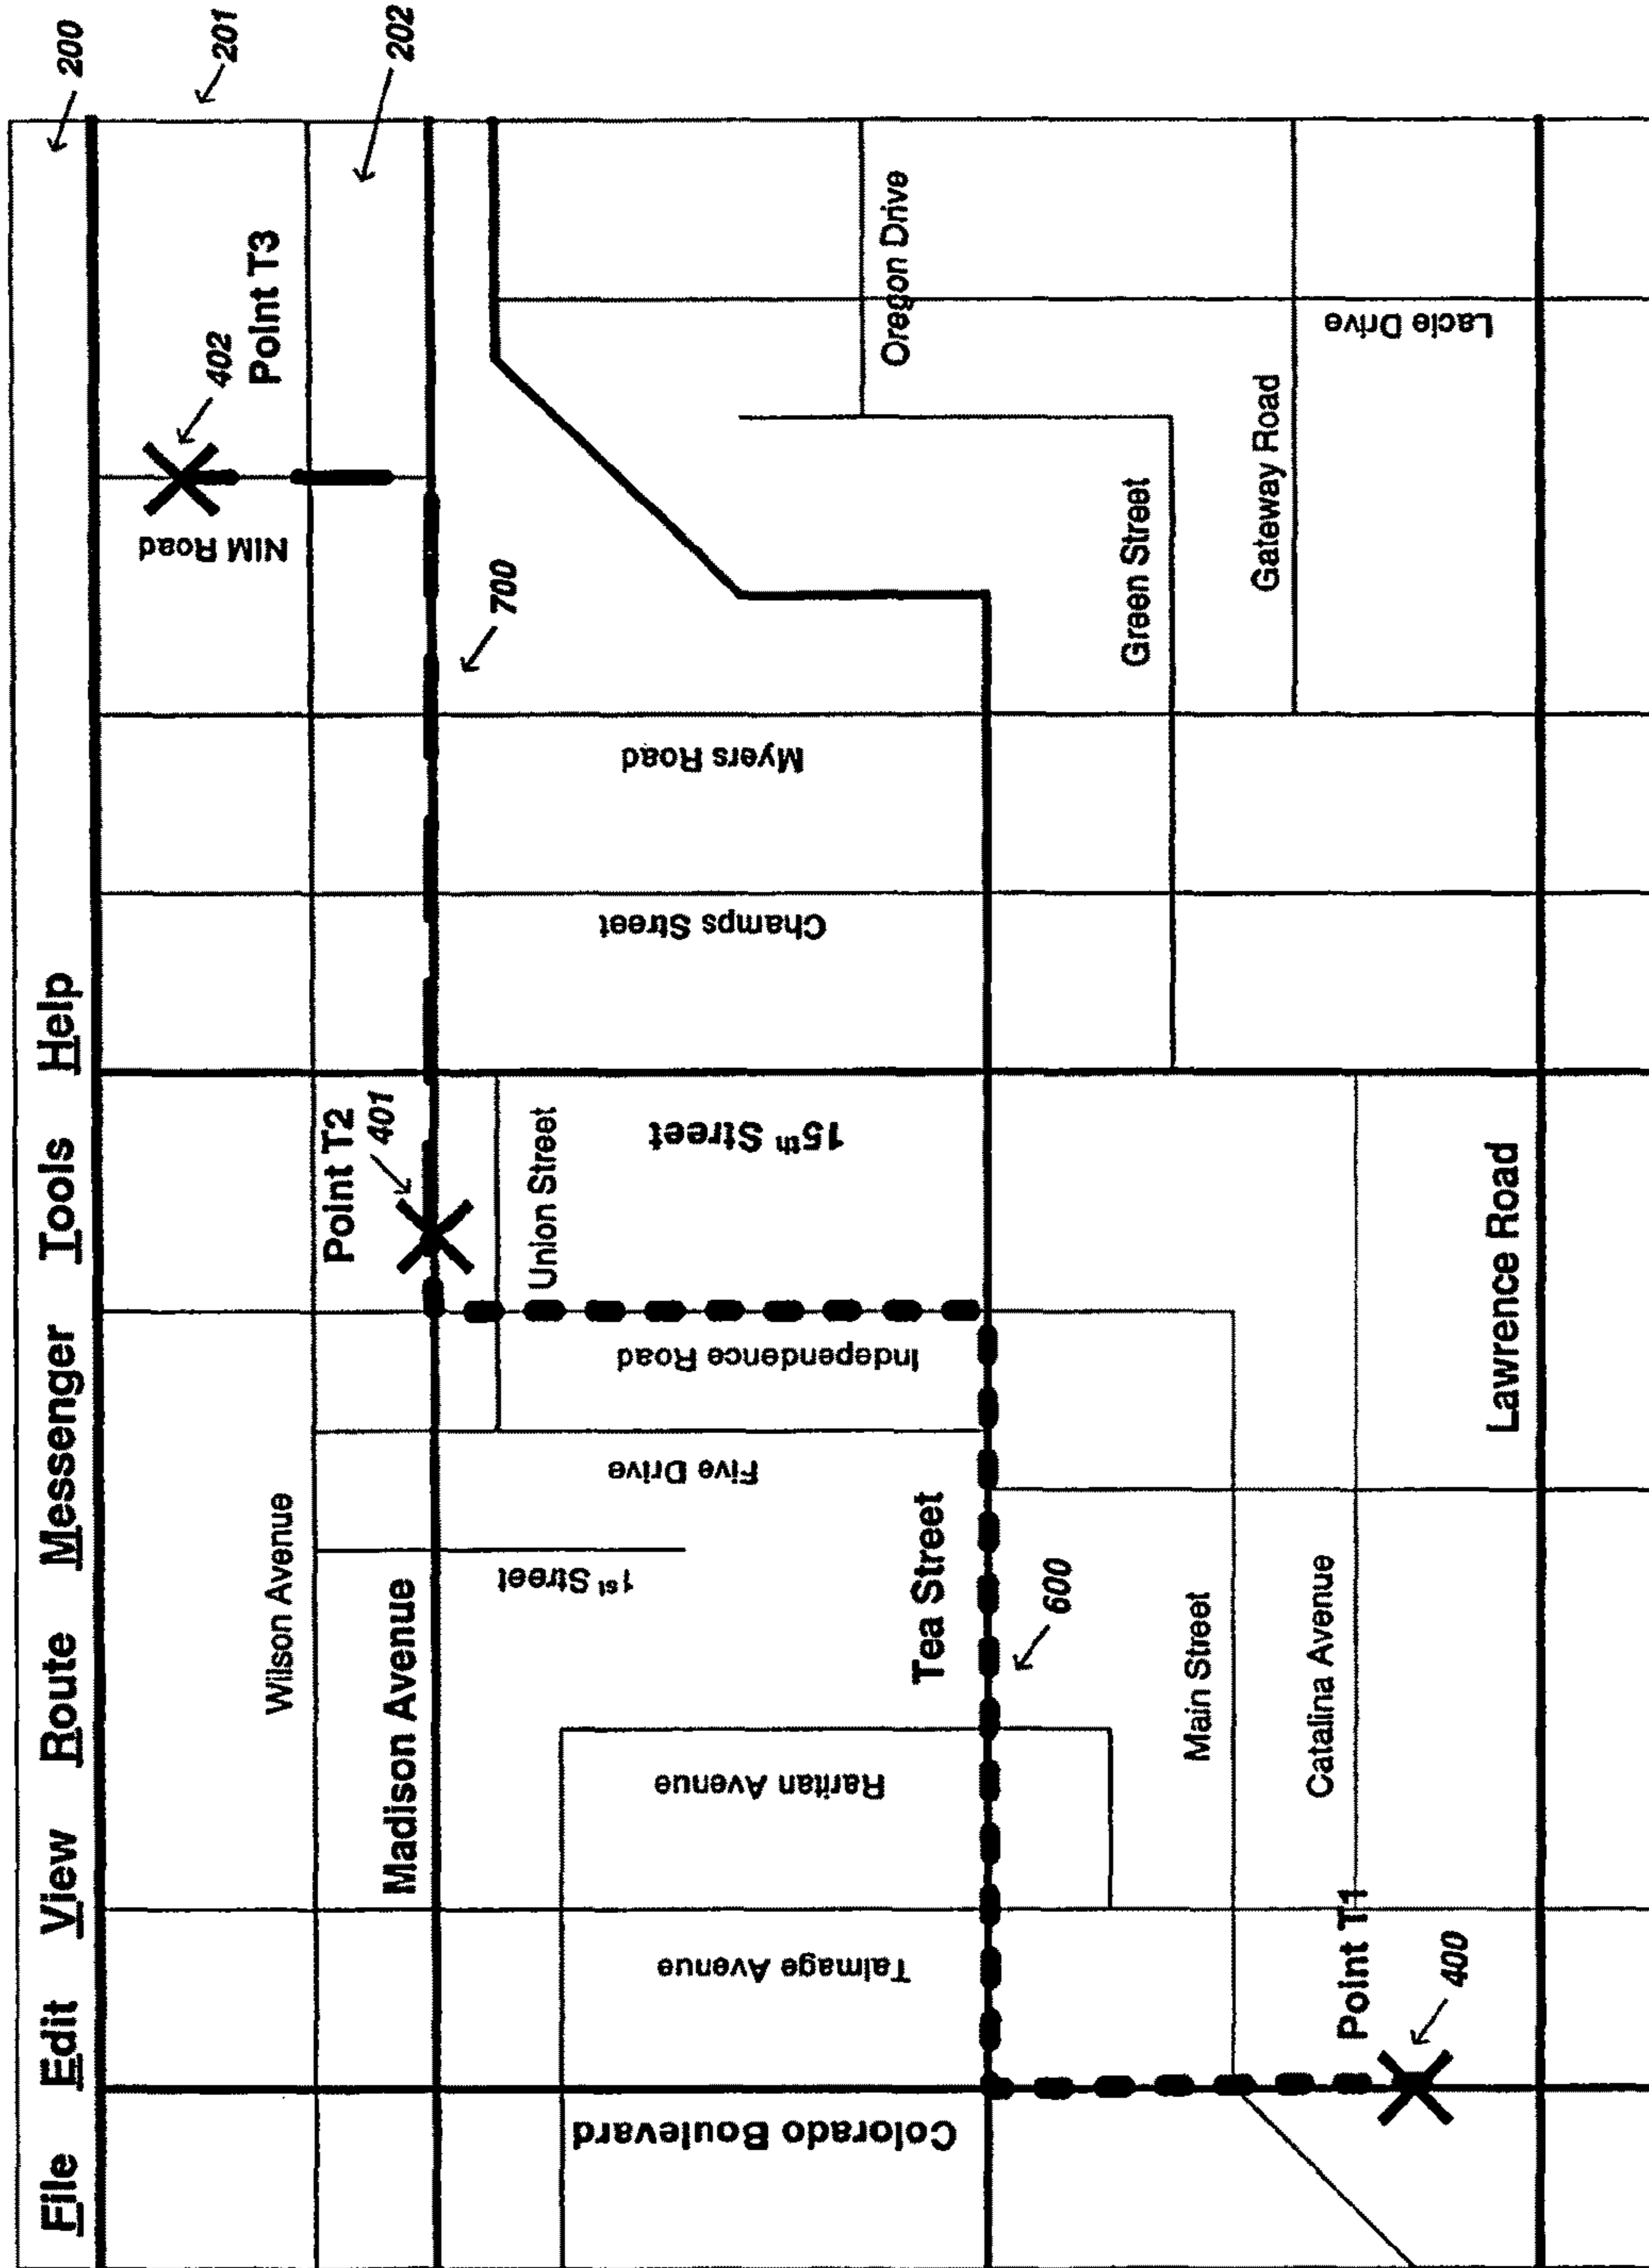 File Edit View Route Messenger Tools Help
200
201
202
Wilson Avenue
Point T2
401
NIM Road
402
Point T3
Madison Avenue
700
Union Street
1st Street
Five Drive
Independence Road
15th Street
Champs Street
Myers Road
Colorado Boulevard
Talmage Avenue
Raritan Avenue
Tea Street
600
Oregon Drive
Green Street
Main Street
Gateway Road
Catalina Avenue
Point T1
400
Lacie Drive
Lawrence Road